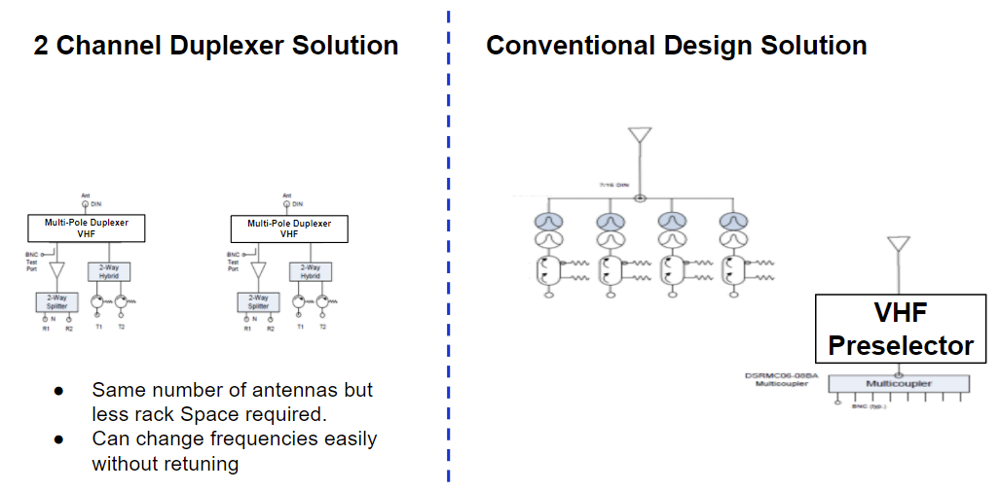 2 Channel Duplexer Solution
Ant
DIN
Multi-Pole Duplexer
VHF
BNC
Test
Port
2-Way
Hybrid
2-Way
Splitter
N
R1
R2
T1
T2
Ant
DIN
Multi-Pole Duplexer
VHF
BNC
Test
Port
2-Way
Hybrid
2-Way
Splitter
N
R1
R2
T1
T2
● Same number of antennas but
less rack Space required.
● Can change frequencies easily
without retuning
Conventional Design Solution
7/16 DIN
VHF
Preselector
DSRMC06-08BA
Multicoupler
Multicoupler
BNC (typ.)